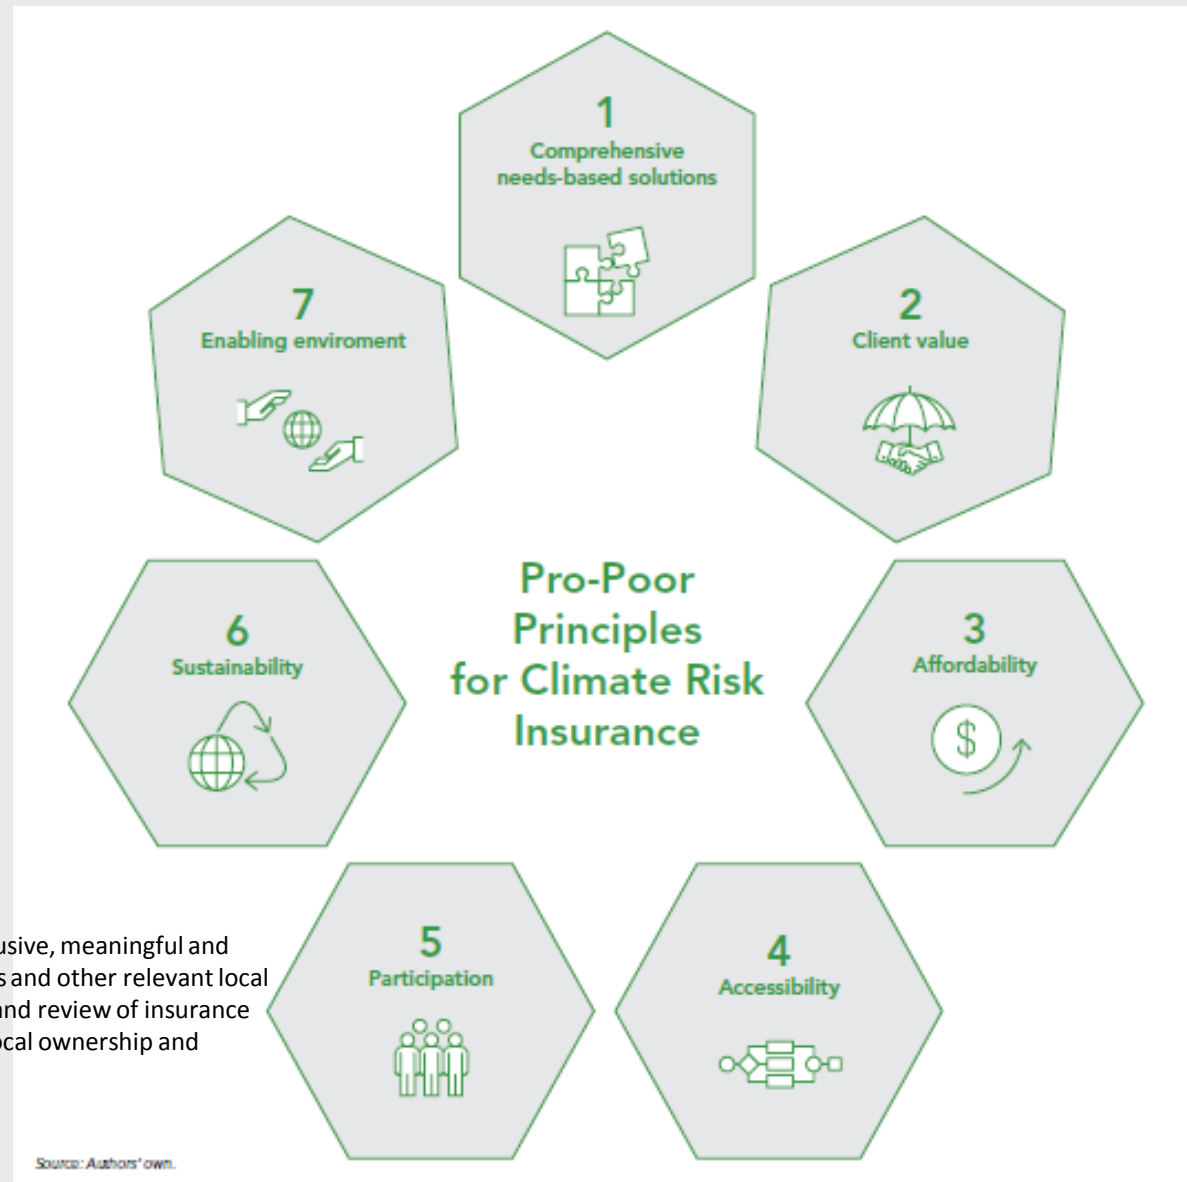 1
Comprehensive
needs-based solutions
7
Enabling enviroment
2
Client value
Pro-Poor
Principles
for Climate Risk
Insurance
6
Sustainability
3
Affordability
usive, meaningful and
s and other relevant local
and review of insurance
ocal ownership and
5
Participation
4
Accessibility
$
Source: Authors' own.